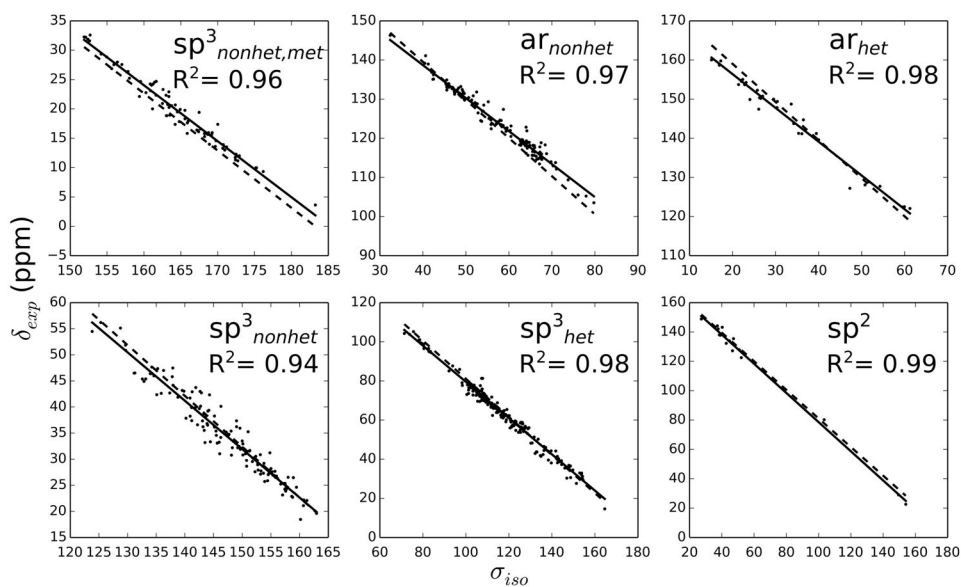 sp³nonhet,met
R²= 0.96
35
30
25
20
15
10
5
0
−5
150 155 160 165 170 175 180 185
arnonhet
R²= 0.97
150
140
130
120
110
100
90
30 40 50 60 70 80 90
arhet
R²= 0.98
170
160
150
140
130
120
110
10 20 30 40 50 60 70
δexp (ppm)
sp³nonhet
R²= 0.94
60
55
50
45
40
35
30
25
20
15
120 125 130 135 140 145 150 155 160 165
sp³het
R²= 0.98
120
100
80
60
40
20
0
60 80 100 120 140 160 180
sp²
R²= 0.99
160
140
120
100
80
60
40
20
0
20 40 60 80 100 120 140 160 180
σiso